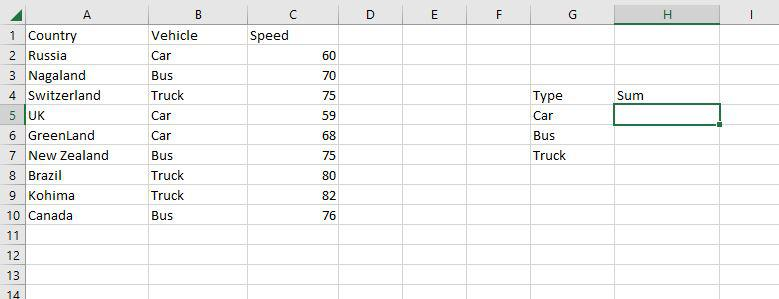 A B C D E F G H I
1 Country Vehicle Speed
2 Russia Car 60
3 Nagaland Bus 70
4 Switzerland Truck 75 Type Sum
5 UK Car 59 Car
6 GreenLand Car 68 Bus
7 New Zealand Bus 75 Truck
8 Brazil Truck 80
9 Kohima Truck 82
10 Canada Bus 76
11
12
13
14